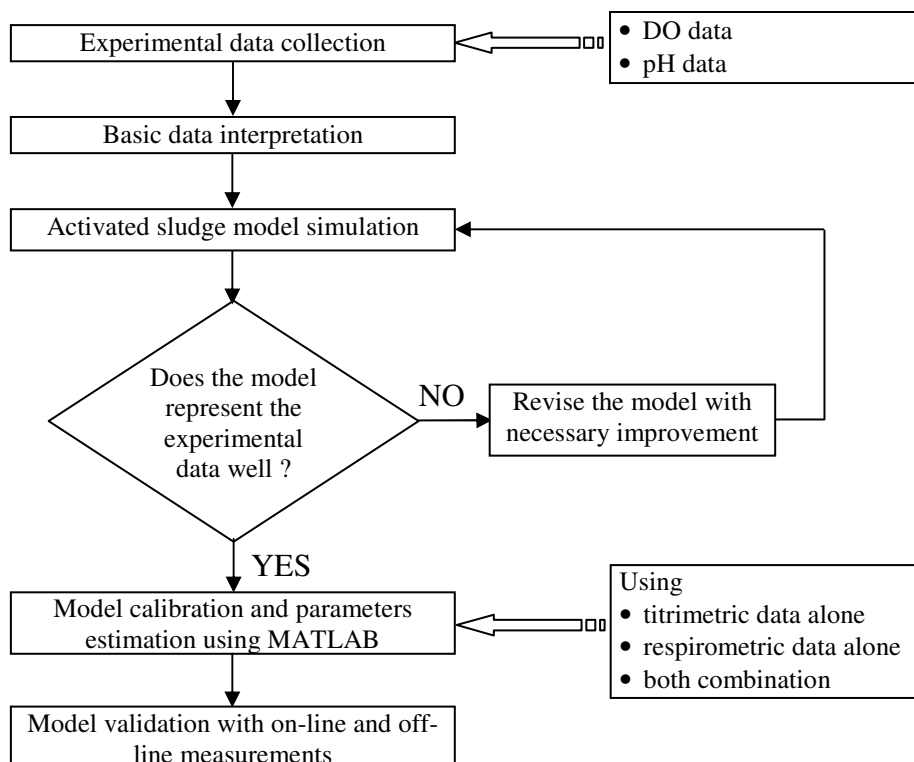 Experimental data collection
• DO data
• pH data
Basic data interpretation
Activated sludge model simulation
Does the model
represent the
experimental
data well ?
NO
Revise the model with
necessary improvement
YES
Model calibration and parameters
estimation using MATLAB
Using
• titrimetric data alone
• respirometric data alone
• both combination
Model validation with on-line and off-
line measurements